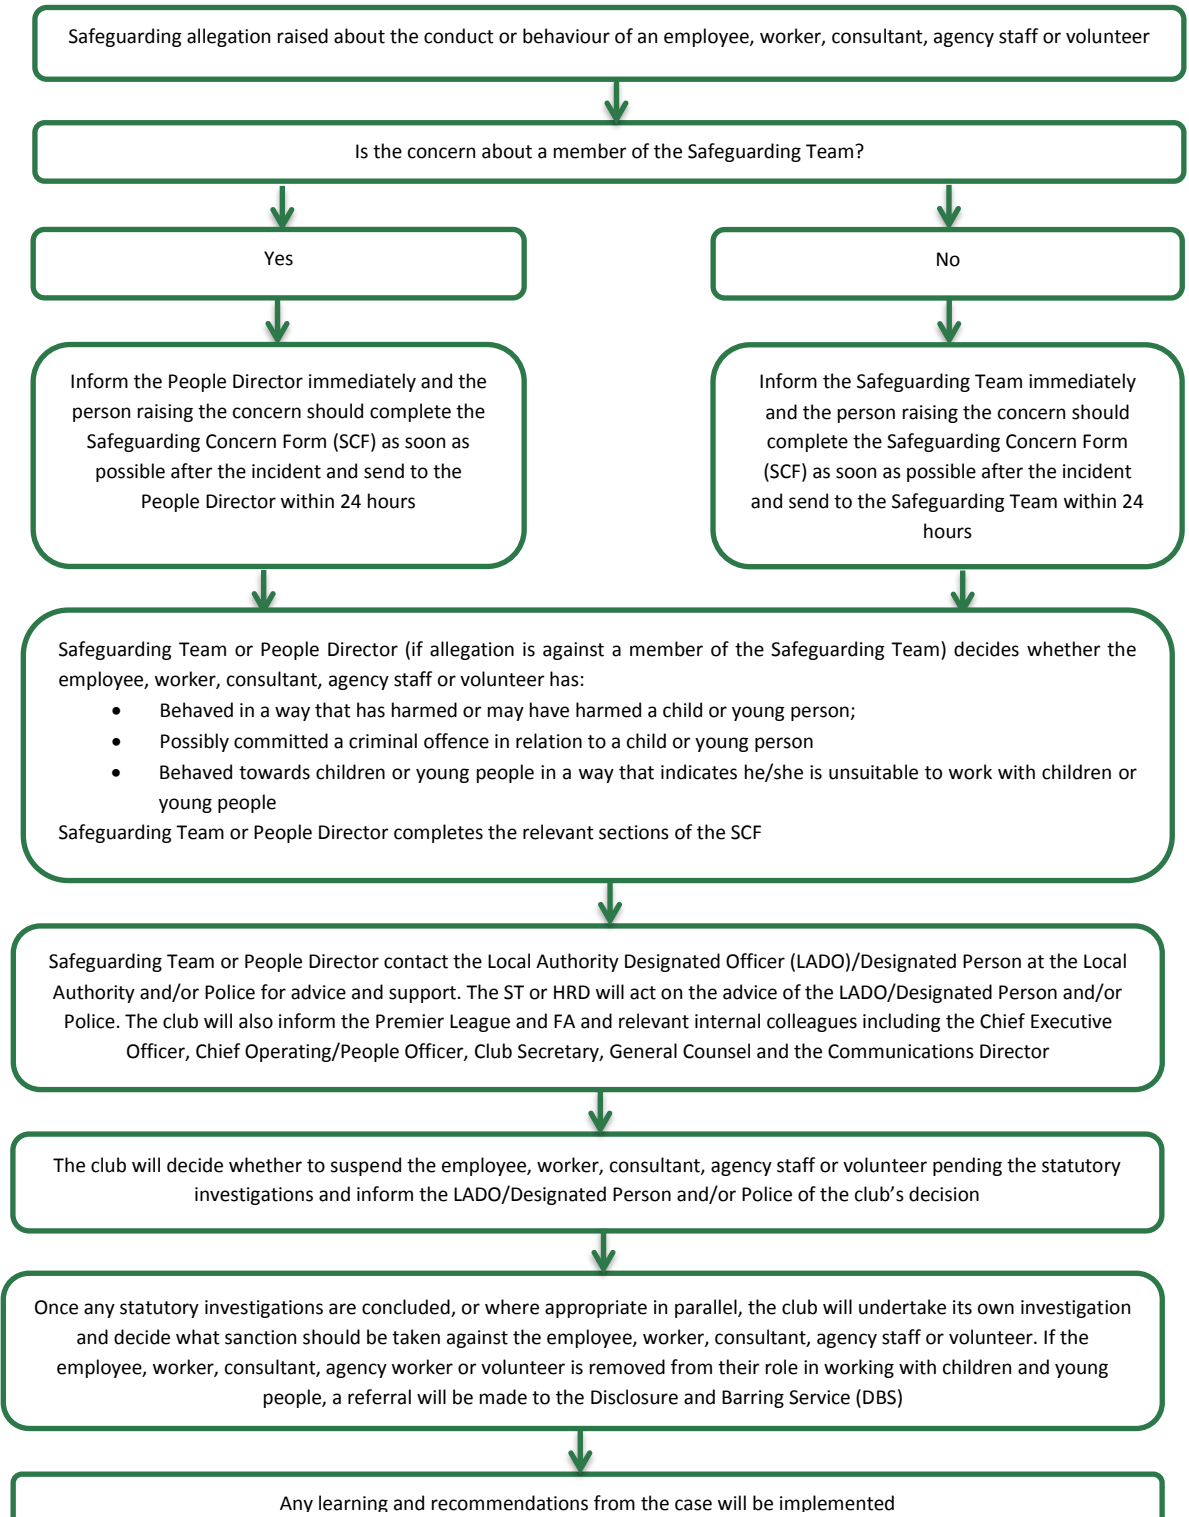 Safeguarding allegation raised about the conduct or behaviour of an employee, worker, consultant, agency staff or volunteer
Is the concern about a member of the Safeguarding Team?
Yes
No
Inform the People Director immediately and the
person raising the concern should complete the
Safeguarding Concern Form (SCF) as soon as
possible after the incident and send to the
People Director within 24 hours
Inform the Safeguarding Team immediately
and the person raising the concern should
complete the Safeguarding Concern Form
(SCF) as soon as possible after the incident
and send to the Safeguarding Team within 24
hours
Safeguarding Team or People Director (if allegation is against a member of the Safeguarding Team) decides whether the
employee, worker, consultant, agency staff or volunteer has:
• Behaved in a way that has harmed or may have harmed a child or young person;
• Possibly committed a criminal offence in relation to a child or young person
• Behaved towards children or young people in a way that indicates he/she is unsuitable to work with children or
young people
Safeguarding Team or People Director completes the relevant sections of the SCF
Safeguarding Team or People Director contact the Local Authority Designated Officer (LADO)/Designated Person at the Local
Authority and/or Police for advice and support. The ST or HRD will act on the advice of the LADO/Designated Person and/or
Police. The club will also inform the Premier League and FA and relevant internal colleagues including the Chief Executive
Officer, Chief Operating/People Officer, Club Secretary, General Counsel and the Communications Director
The club will decide whether to suspend the employee, worker, consultant, agency staff or volunteer pending the statutory
investigations and inform the LADO/Designated Person and/or Police of the club's decision
Once any statutory investigations are concluded, or where appropriate in parallel, the club will undertake its own investigation
and decide what sanction should be taken against the employee, worker, consultant, agency staff or volunteer. If the
employee, worker, consultant, agency worker or volunteer is removed from their role in working with children and young
people, a referral will be made to the Disclosure and Barring Service (DBS)
Any learning and recommendations from the case will be implemented